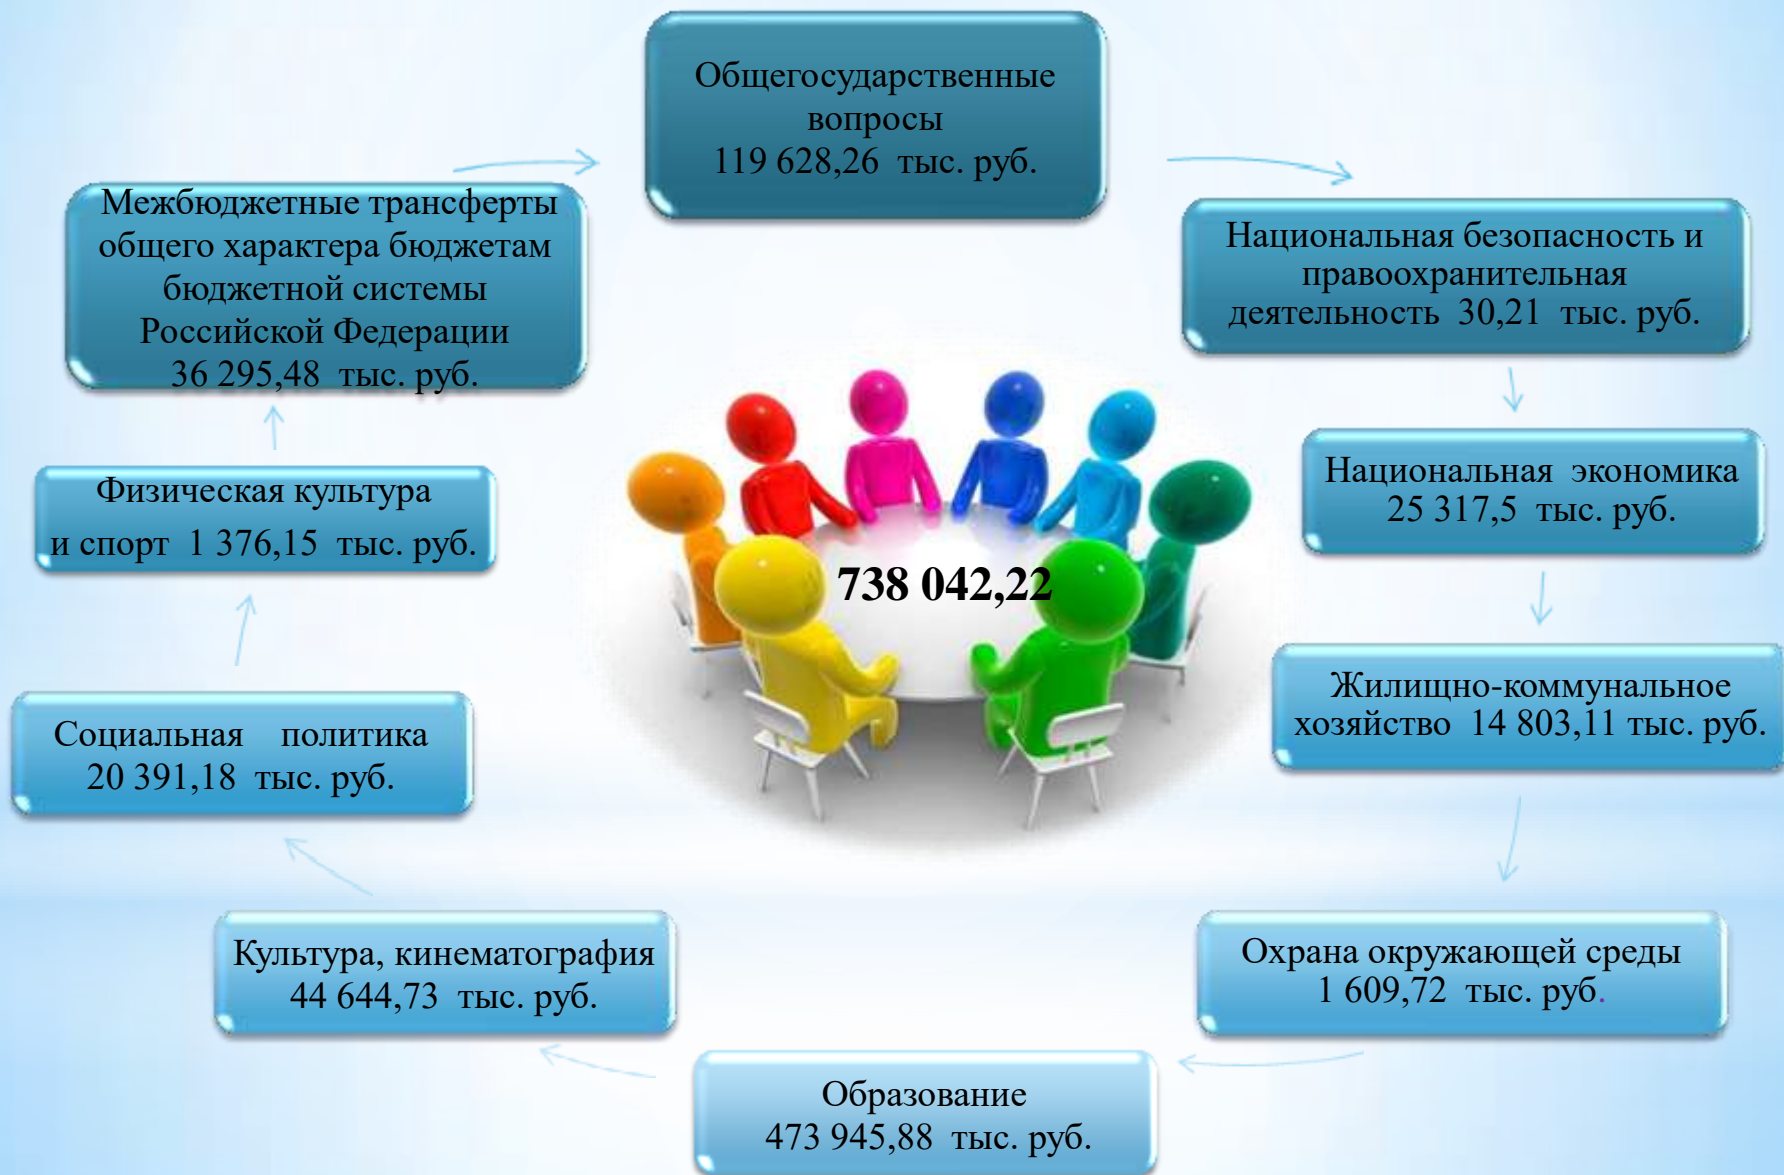 Общегосударственные
вопросы
119 628,26 тыс. руб.
Национальная безопасность и
правоохранительная
деятельность 30,21 тыс. руб.
Национальная экономика
25 317,5 тыс. руб.
Жилищно-коммунальное
хозяйство 14 803,11 тыс. руб.
Охрана окружающей среды
1 609,72 тыс. руб.
Образование
473 945,88 тыс. руб.
Культура, кинематография
44 644,73 тыс. руб.
Социальная политика
20 391,18 тыс. руб.
Физическая культура
и спорт 1 376,15 тыс. руб.
Межбюджетные трансферты
общего характера бюджетам
бюджетной системы
Российской Федерации
36 295,48 тыс. руб.
738 042,22